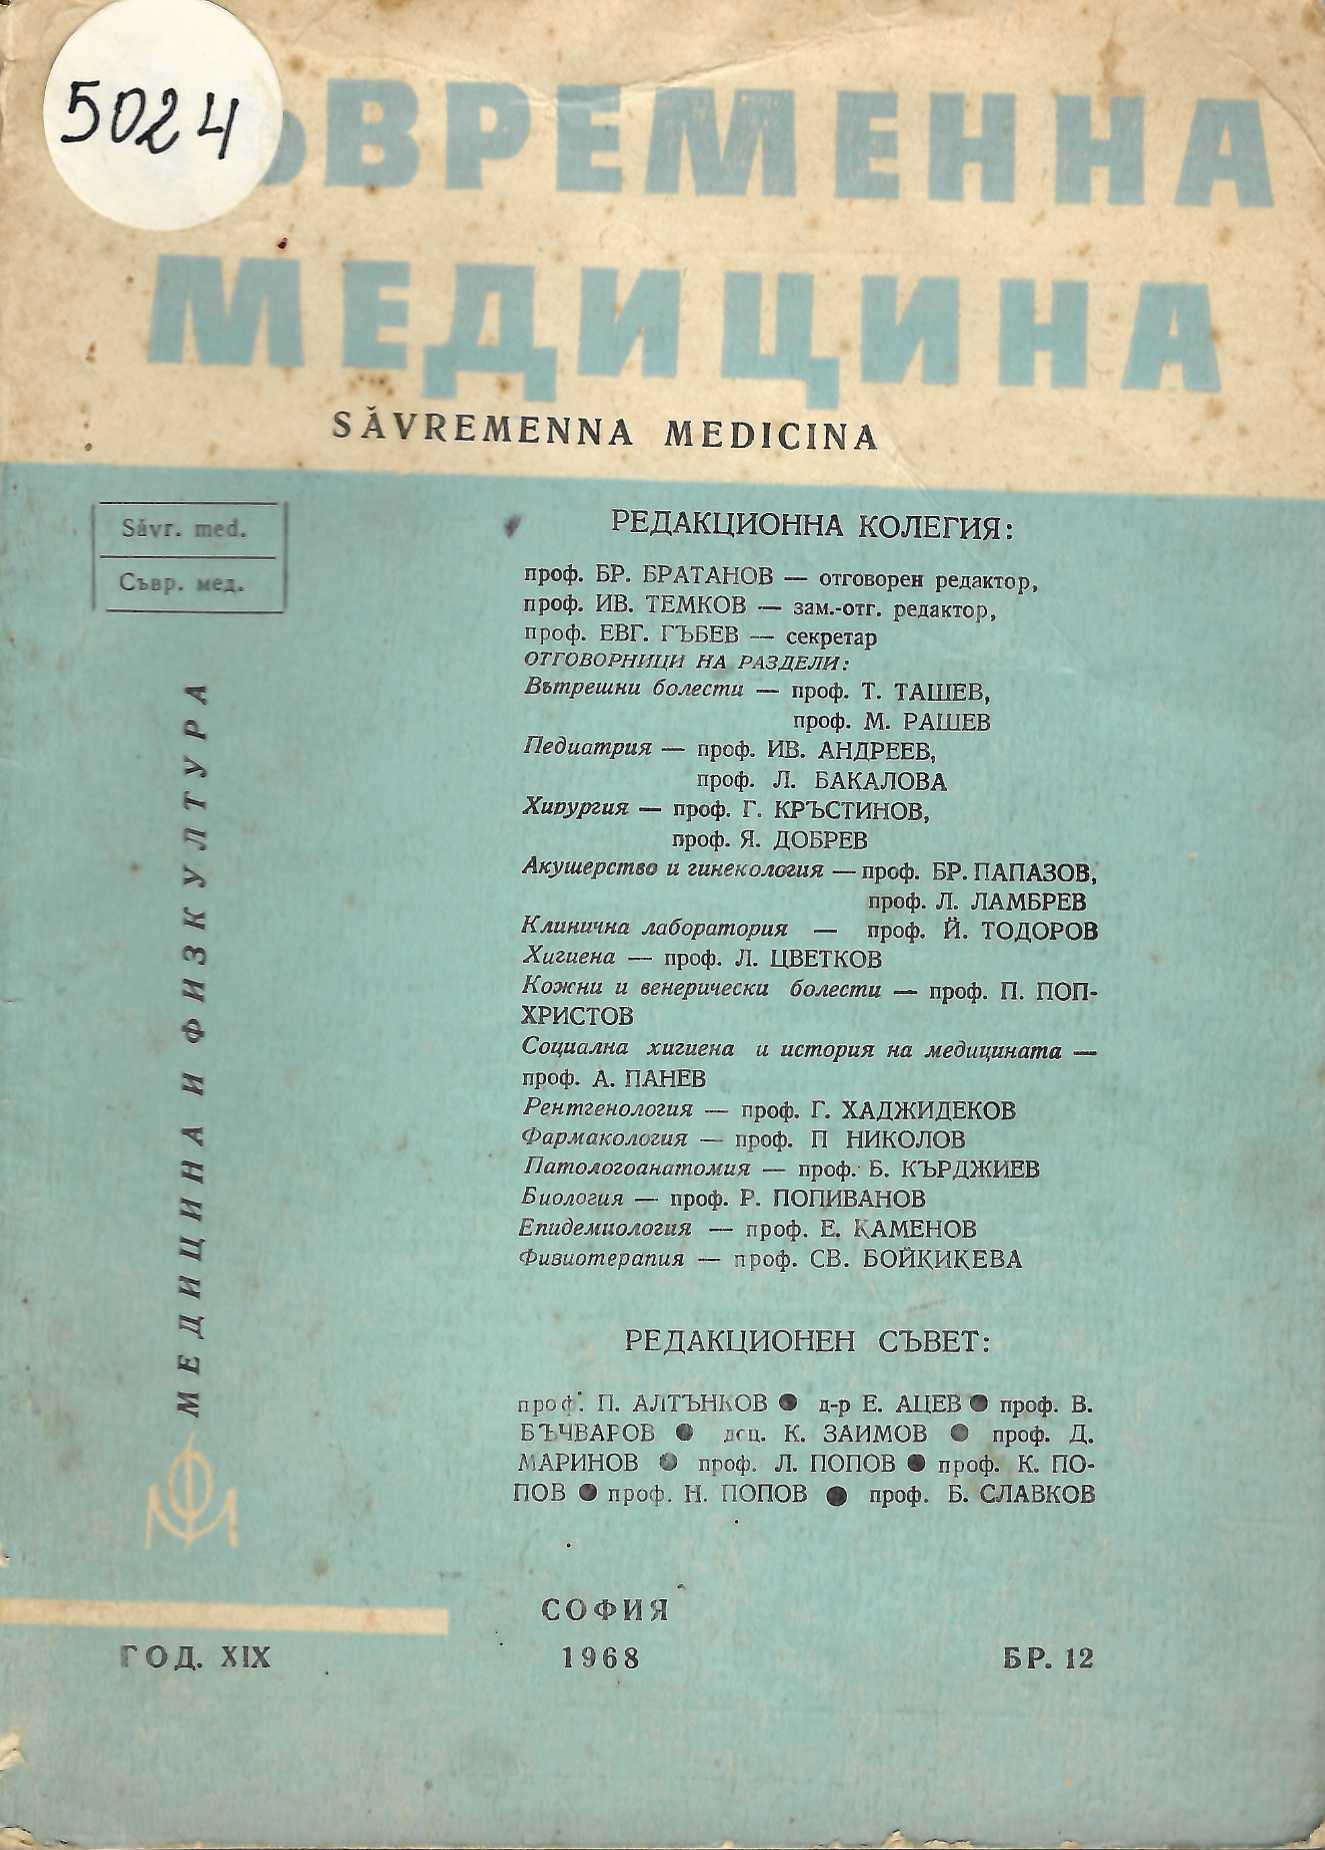 5024
ЪВРЕМЕННА
МЕДИЦИНА
SĂVREMENNA MEDICINA
Săvr. med.
Съвр. мед.
МЕДИЦИНА И ФИЗКУЛТУРА
РЕДАКЦИОННА КОЛЕГИЯ:
проф. БР. БРАТАНОВ — отговорен редактор,
проф. ИВ. ТЕМКОВ — зам.-отг. редактор,
проф. ЕВГ. ГЪБЕВ — секретар
ОТГОВОРНИЦИ НА РАЗДЕЛИ:
Вътрешни болести — проф. Т. ТАШЕВ,
проф. М. РАШЕВ
Педиатрия — проф. ИВ. АНДРЕЕВ,
проф. Л. БАКАЛОВА
Хирургия — проф. Г. КРЪСТИНОВ,
проф. Я. ДОБРЕВ
Акушерство и гинекология — проф. БР. ПАПАЗОВ,
проф. Л. ЛАМБРЕВ
Клинична лаборатория — проф. Й. ТОДОРОВ
Хигиена — проф. Л. ЦВЕТКОВ
Кожни и венерически болести — проф. П. ПОП-
ХРИСТОВ
Социална хигиена и история на медицината —
проф. А. ПАНЕВ
Рентгенология — проф. Г. ХАДЖИДЕКОВ
Фармакология — проф. П НИКОЛОВ
Патологоанатомия — проф. Б. КЪРДЖИЕВ
Биология — проф. Р. ПОПИВАНОВ
Епидемиология — проф. Е. КАМЕНОВ
Физиотерапия — проф. СВ. БОЙКИКЕВА
РЕДАКЦИОНЕН СЪВЕТ:
проф. П. АЛТЪНКОВ ● д-р Е. АЦЕВ ● проф. В.
БЪЧВАРОВ ● доц. К. ЗАИМОВ ● проф. Д.
МАРИНОВ ● проф. Л. ПОПОВ ● проф. К. ПО-
ПОВ ● проф. Н. ПОПОВ ● проф. Б. СЛАВКОВ
СОФИЯ
ГОД. XIX 1968 БР. 12